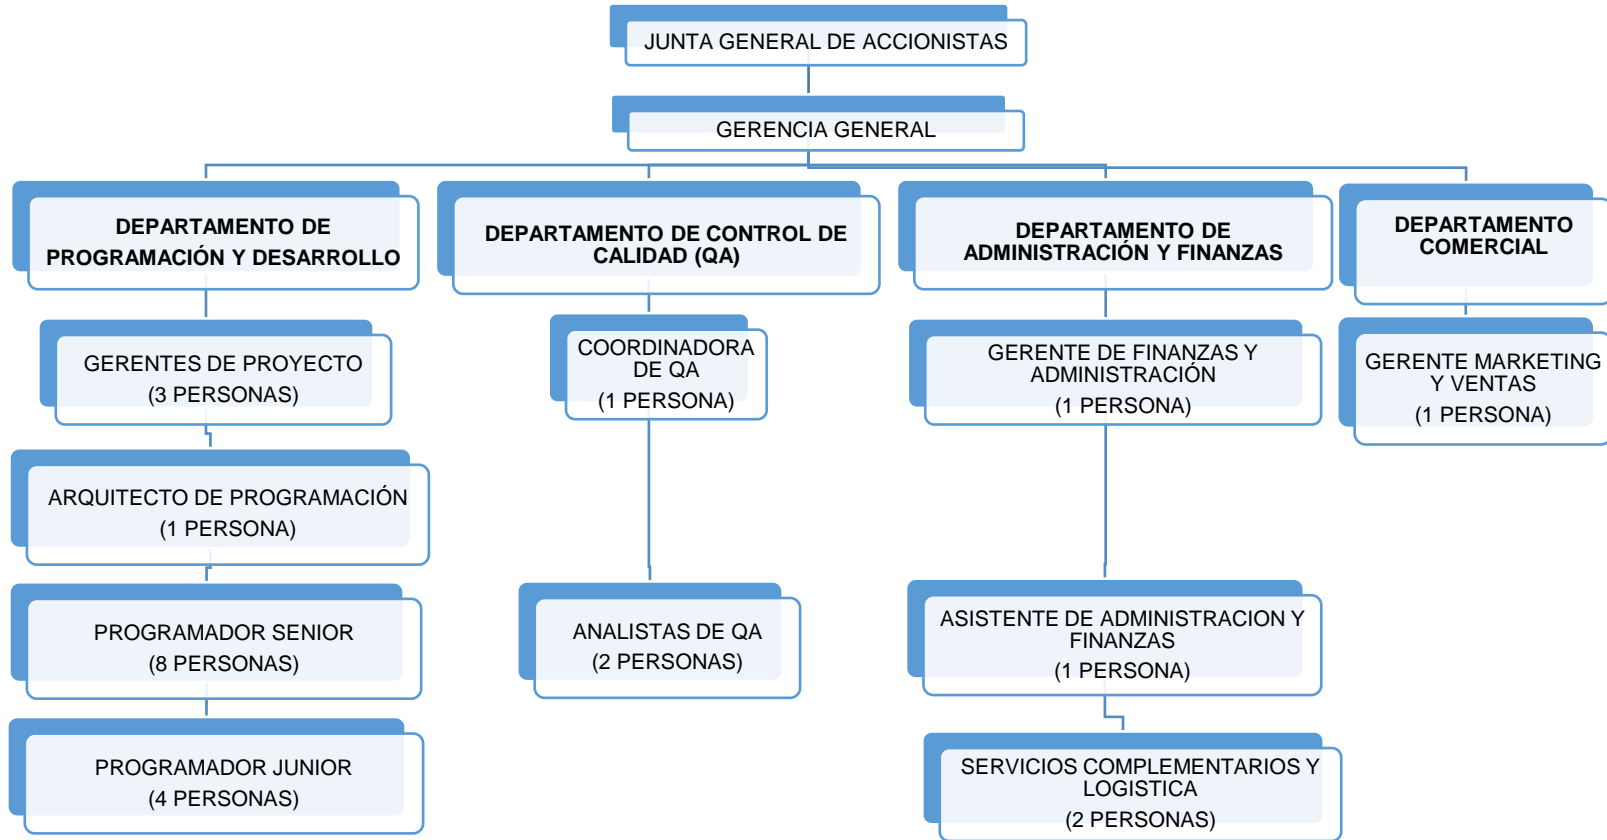 JUNTA GENERAL DE ACCIONISTAS
GERENCIA GENERAL
DEPARTAMENTO DE
PROGRAMACIÓN Y DESARROLLO
GERENTES DE PROYECTO
(3 PERSONAS)
ARQUITECTO DE PROGRAMACIÓN
(1 PERSONA)
PROGRAMADOR SENIOR
(8 PERSONAS)
PROGRAMADOR JUNIOR
(4 PERSONAS)
DEPARTAMENTO DE CONTROL DE
CALIDAD (QA)
COORDINADORA
DE QA
(1 PERSONA)
ANALISTAS DE QA
(2 PERSONAS)
DEPARTAMENTO DE
ADMINISTRACIÓN Y FINANZAS
GERENTE DE FINANZAS Y
ADMINISTRACIÓN
(1 PERSONA)
ASISTENTE DE ADMINISTRACION Y
FINANZAS
(1 PERSONA)
SERVICIOS COMPLEMENTARIOS Y
LOGISTICA
(2 PERSONAS)
DEPARTAMENTO
COMERCIAL
GERENTE MARKETING
Y VENTAS
(1 PERSONA)